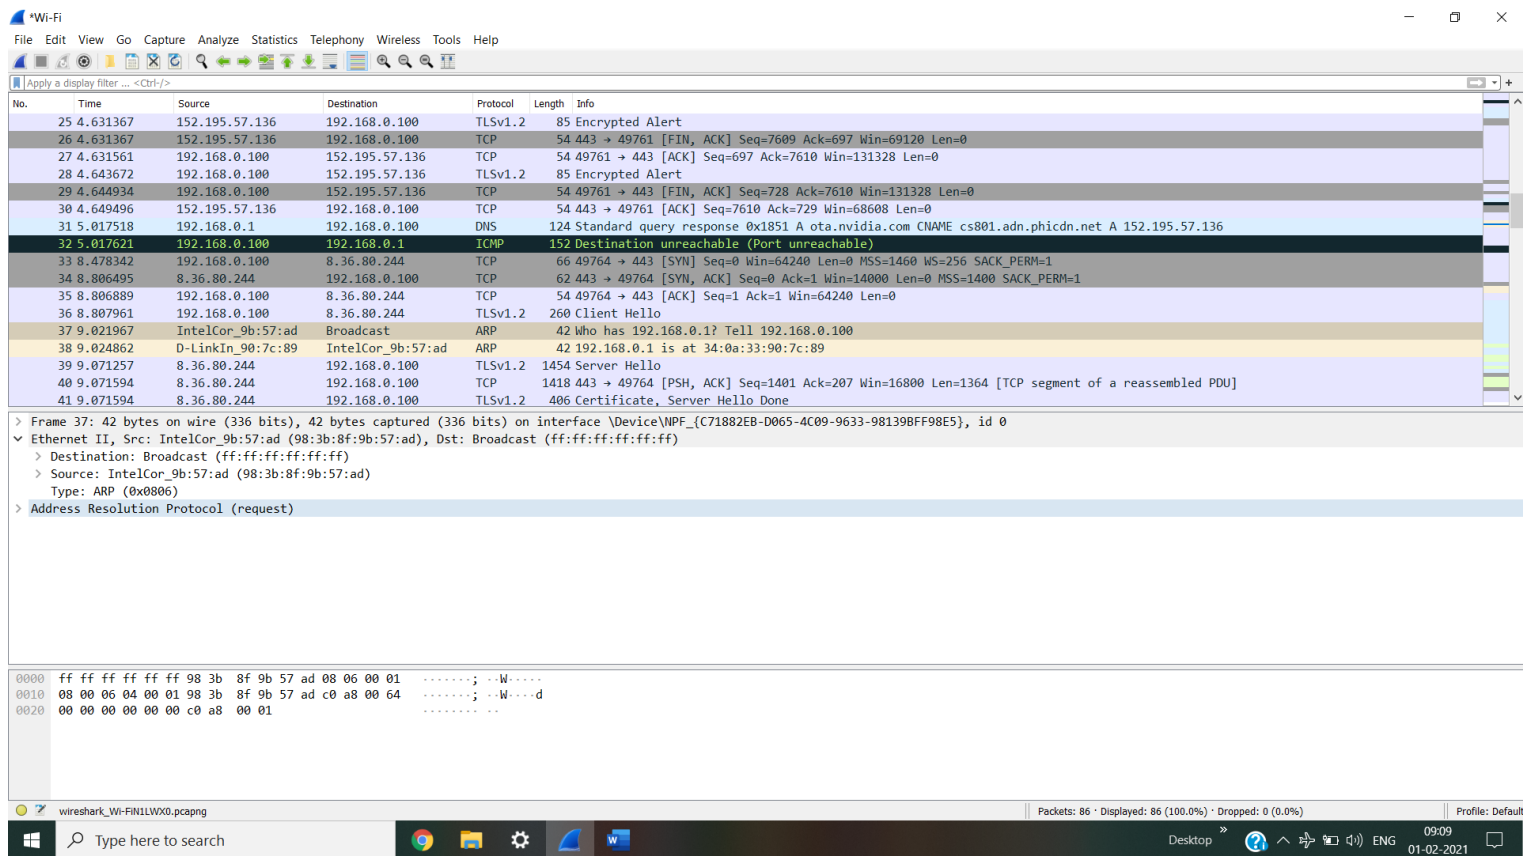 *Wi-Fi
File Edit View Go Capture Analyze Statistics Telephony Wireless Tools Help
Apply a display filter ... <Ctrl-/>
No. Time Source Destination Protocol Length Info
25 4.631367 152.195.57.136 192.168.0.100 TLSv1.2 85 Encrypted Alert
26 4.631367 152.195.57.136 192.168.0.100 TCP 54 443 → 49761 [FIN, ACK] Seq=7609 Ack=697 Win=69120 Len=0
27 4.631561 192.168.0.100 152.195.57.136 TCP 54 49761 → 443 [ACK] Seq=697 Ack=7610 Win=131328 Len=0
28 4.643672 192.168.0.100 152.195.57.136 TLSv1.2 85 Encrypted Alert
29 4.644934 192.168.0.100 152.195.57.136 TCP 54 49761 → 443 [FIN, ACK] Seq=728 Ack=7610 Win=131328 Len=0
30 4.649496 152.195.57.136 192.168.0.100 TCP 54 443 → 49761 [ACK] Seq=7610 Ack=729 Win=68608 Len=0
31 5.017518 192.168.0.1 192.168.0.100 DNS 124 Standard query response 0x1851 A ota.nvidia.com CNAME cs801.adn.phicdn.net A 152.195.57.136
32 5.017621 192.168.0.100 192.168.0.1 ICMP 152 Destination unreachable (Port unreachable)
33 8.478342 192.168.0.100 8.36.80.244 TCP 66 49764 → 443 [SYN] Seq=0 Win=64240 Len=0 MSS=1460 WS=256 SACK_PERM=1
34 8.806495 8.36.80.244 192.168.0.100 TCP 62 443 → 49764 [SYN, ACK] Seq=0 Ack=1 Win=14000 Len=0 MSS=1400 SACK_PERM=1
35 8.806889 192.168.0.100 8.36.80.244 TCP 54 49764 → 443 [ACK] Seq=1 Ack=1 Win=64240 Len=0
36 8.807961 192.168.0.100 8.36.80.244 TLSv1.2 260 Client Hello
37 9.021967 IntelCor_9b:57:ad Broadcast ARP 42 Who has 192.168.0.1? Tell 192.168.0.100
38 9.024862 D-LinkIn_90:7c:89 IntelCor_9b:57:ad ARP 42 192.168.0.1 is at 34:0a:33:90:7c:89
39 9.071257 8.36.80.244 192.168.0.100 TLSv1.2 1454 Server Hello
40 9.071594 8.36.80.244 192.168.0.100 TCP 1418 443 → 49764 [PSH, ACK] Seq=1401 Ack=207 Win=16800 Len=1364 [TCP segment of a reassembled PDU]
41 9.071594 8.36.80.244 192.168.0.100 TLSv1.2 406 Certificate, Server Hello Done
Frame 37: 42 bytes on wire (336 bits), 42 bytes captured (336 bits) on interface \Device\NPF_{C71882EB-D065-4C09-9633-98139BFF98E5}, id 0
Ethernet II, Src: IntelCor_9b:57:ad (98:3b:8f:9b:57:ad), Dst: Broadcast (ff:ff:ff:ff:ff:ff)
Destination: Broadcast (ff:ff:ff:ff:ff:ff)
Source: IntelCor_9b:57:ad (98:3b:8f:9b:57:ad)
Type: ARP (0x0806)
Address Resolution Protocol (request)
0000 ff ff ff ff ff ff 98 3b 8f 9b 57 ad 08 06 00 01 ·······; ··W·····
0010 08 00 06 04 00 01 98 3b 8f 9b 57 ad c0 a8 00 64 ·······; ··W····d
0020 00 00 00 00 00 00 c0 a8 00 01 ········ ··
wireshark_Wi-FiN1LWX0.pcapng Packets: 86 · Displayed: 86 (100.0%) · Dropped: 0 (0.0%) Profile: Default
Type here to search W Desktop » ENG 09:09
01-02-2021